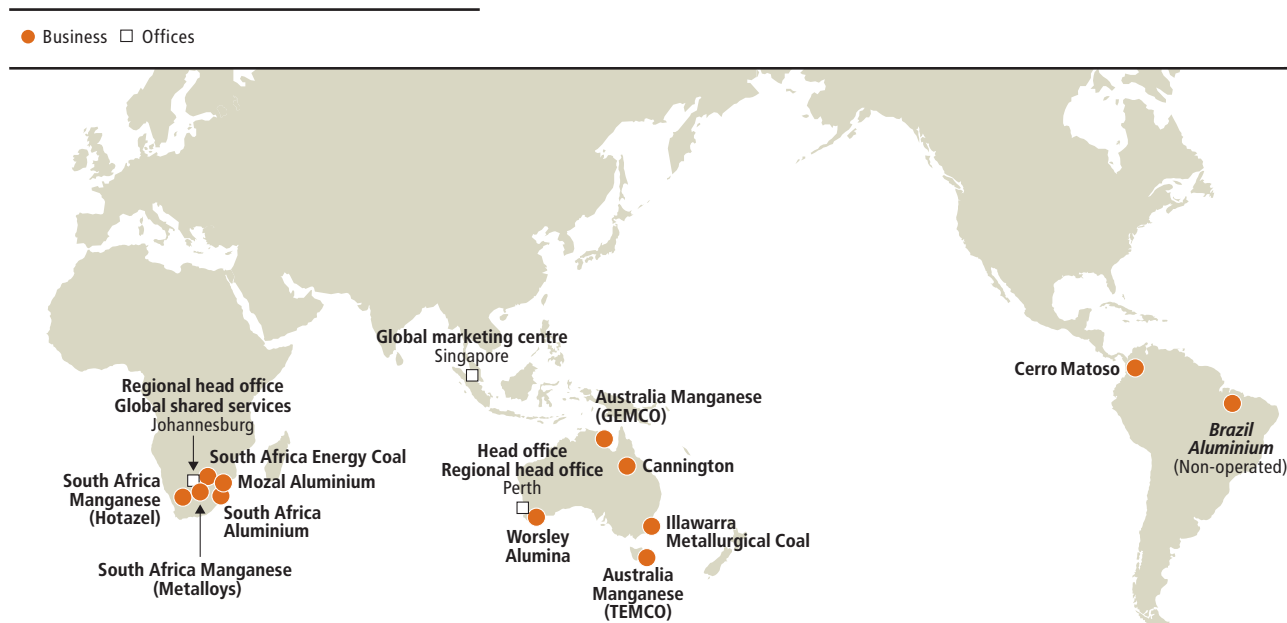 Business Offices
Global marketing centre
Singapore
Regional head office
Global shared services
Johannesburg
South Africa Energy Coal
Mozal Aluminium
South Africa
Manganese
(Hotazel)
South Africa
Aluminium
South Africa Manganese
(Metalloys)
Head office
Regional head office
Perth
Worsley
Alumina
Australia Manganese
(GEMCO)
Cannington
Illawarra
Metallurgical Coal
Australia
Manganese
(TEMCO)
Cerro Matoso
Brazil
Aluminium
(Non-operated)